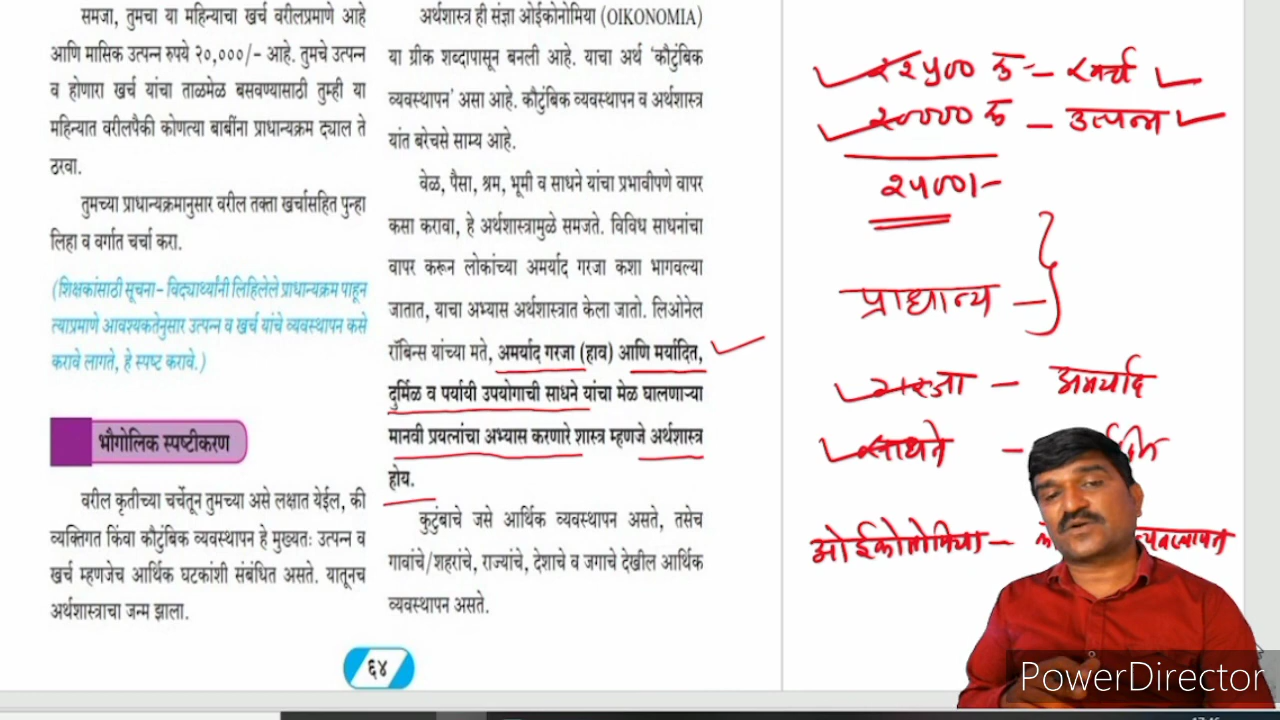 समजा, तुमचा या महिन्याचा खर्च वरीलप्रमाणे आहे
आणि मासिक उत्पन्न रुपये २०,०००/- आहे. तुमचे उत्पन्न
व होणारा खर्च यांचा ताळमेळ बसवण्यासाठी तुम्ही या
महिन्यात वरीलपैकी कोणत्या बाबींना प्राधान्यक्रम द्याल ते
ठरवा.
तुमच्या प्राधान्यक्रमानुसार वरील तक्ता खर्चासहित पुन्हा
लिहा व वर्गात चर्चा करा.
(शिक्षकांसाठी सूचना- विद्यार्थ्यांनी लिहिलेले प्राधान्यक्रम पाहून
त्याप्रमाणे आवश्यकतेनुसार उत्पन्न व खर्च यांचे व्यवस्थापन कसे
करावे लागते, हे स्पष्ट करावे.)
भौगोलिक स्पष्टीकरण
वरील कृतीच्या चर्चेतून तुमच्या असे लक्षात येईल, की
व्यक्तिगत किंवा कौटुंबिक व्यवस्थापन हे मुख्यतः उत्पन्न व
खर्च म्हणजेच आर्थिक घटकांशी संबंधित असते. यातूनच
अर्थशास्त्राचा जन्म झाला.
अर्थशास्त्र ही संज्ञा ओईकोनोमिया (OIKONOMIA)
या ग्रीक शब्दापासून बनली आहे. याचा अर्थ ‘कौटुंबिक
व्यवस्थापन’ असा आहे. कौटुंबिक व्यवस्थापन व अर्थशास्त्र
यांत बरेचसे साम्य आहे.
वेळ, पैसा, श्रम, भूमी व साधने यांचा प्रभावीपणे वापर
कसा करावा, हे अर्थशास्त्रामुळे समजते. विविध साधनांचा
वापर करून लोकांच्या अमर्याद गरजा कशा भागवल्या
जातात, याचा अभ्यास अर्थशास्त्रात केला जातो. लिओनेल
रॉबिन्स यांच्या मते, अमर्याद गरजा (हाव) आणि मर्यादित,
दुर्मिळ व पर्यायी उपयोगाची साधने यांचा मेळ घालणाऱ्या
मानवी प्रयत्नांचा अभ्यास करणारे शास्त्र म्हणजे अर्थशास्त्र
होय.
कुटुंबाचे जसे आर्थिक व्यवस्थापन असते, तसेच
गावांचे/शहराचे, राज्यांचे, देशाचे व जगाचे देखील आर्थिक
व्यवस्थापन असते.
६४
२२५०० रु - खर्च
२०००० रु - उत्पन्न
२५००/-
प्राधान्य -
गरजा - अमर्याद
साधने -
ओईकोनोमिया - व्यवस्थापन
PowerDirector